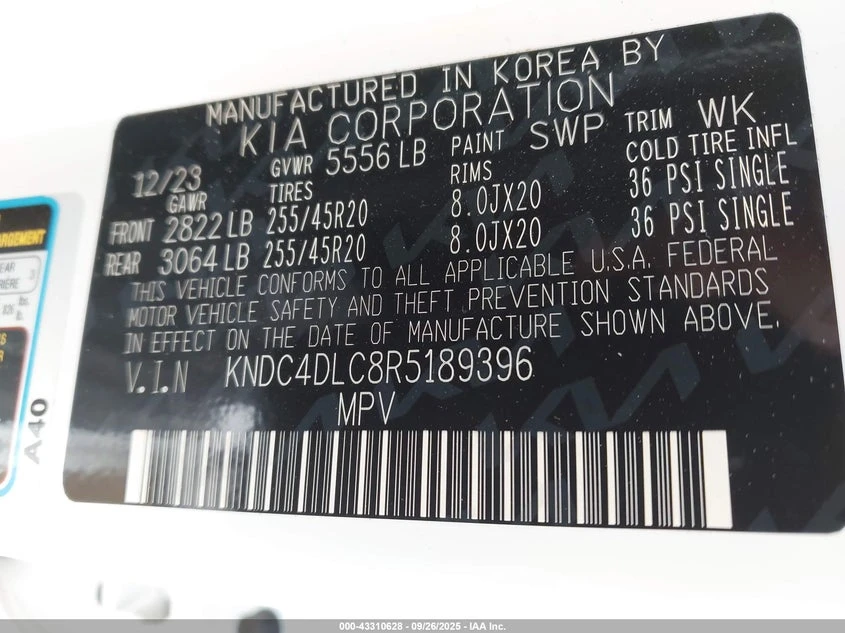 MANUFACTURED IN KOREA BY
KIA CORPORATION
12/23 GVWR 5556 LB PAINT SWP TRIM WK
GAWR TIRES RIMS COLD TIRE INFL
FRONT 2822 LB 255/45R20 8.0JX20 36 PSI SINGLE
REAR 3064 LB 255/45R20 8.0JX20 36 PSI SINGLE
THIS VEHICLE CONFORMS TO ALL APPLICABLE U.S.A. FEDERAL
MOTOR VEHICLE SAFETY AND THEFT PREVENTION STANDARDS
IN EFFECT ON THE DATE OF MANUFACTURE SHOWN ABOVE.
V.I.N KNDC4DLC8R5189396
MPV
A40
lbs.
000-43310628 - 09/26/2025 - IAA Inc.